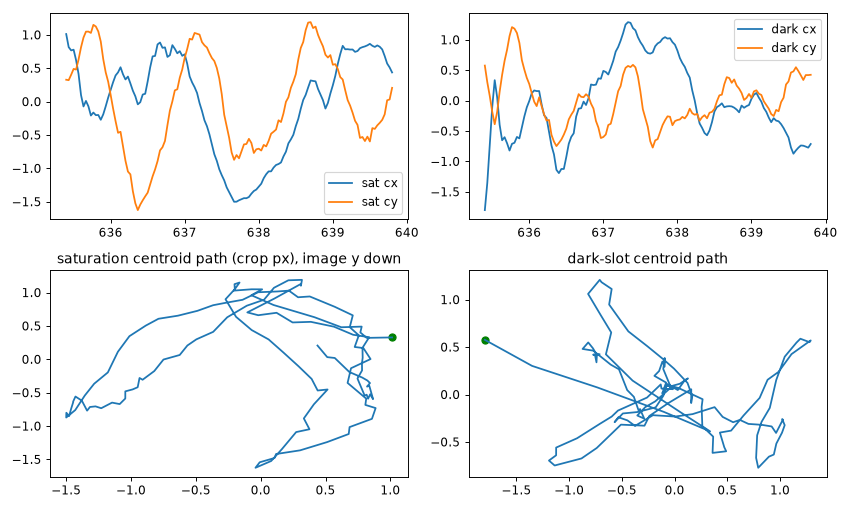 1.0
0.5
0.0
−0.5
−1.0
−1.5
636 637 638 639 640
sat cx
sat cy
1.0
0.5
0.0
−0.5
−1.0
−1.5
636 637 638 639 640
dark cx
dark cy
saturation centroid path (crop px), image y down
1.0
0.5
0.0
−0.5
−1.0
−1.5
−1.5 −1.0 −0.5 0.0 0.5 1.0
dark-slot centroid path
1.0
0.5
0.0
−0.5
−1.5 −1.0 −0.5 0.0 0.5 1.0